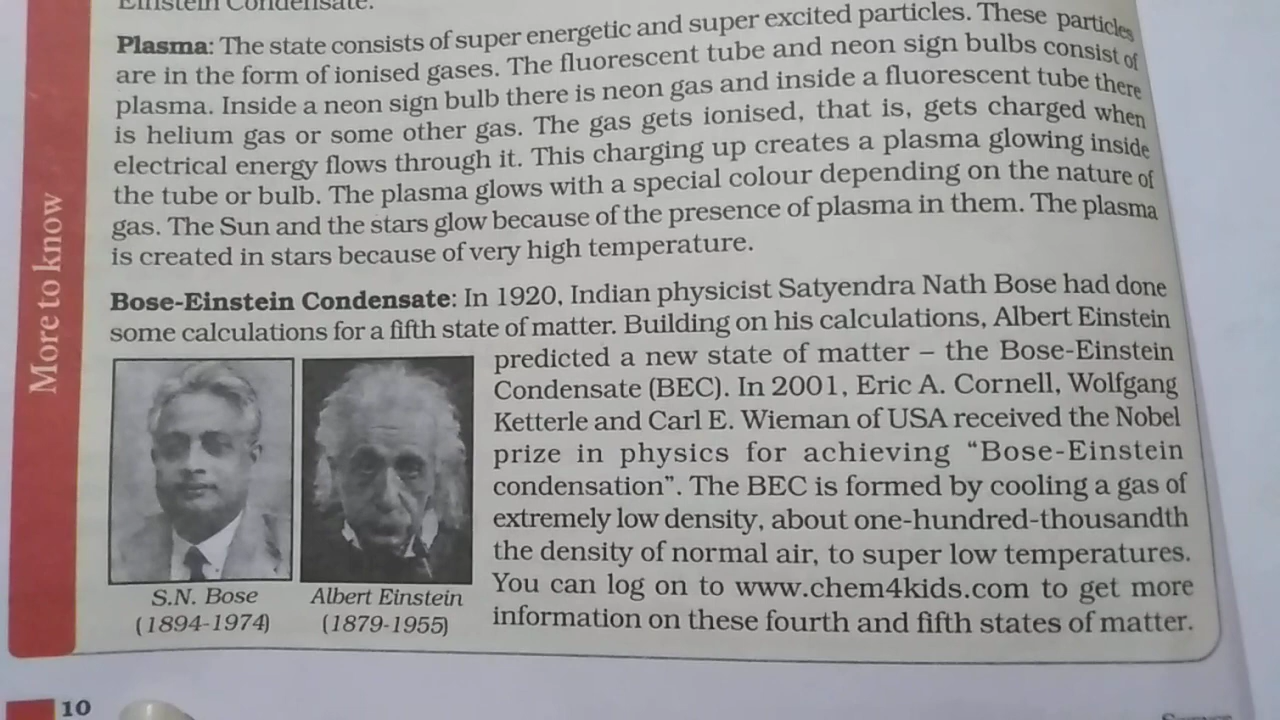 Einstein Condensate.
Plasma: The state consists of super energetic and super excited particles. These particles
are in the form of ionised gases. The fluorescent tube and neon sign bulbs consist of
plasma. Inside a neon sign bulb there is neon gas and inside a fluorescent tube there
is helium gas or some other gas. The gas gets ionised, that is, gets charged when
electrical energy flows through it. This charging up creates a plasma glowing inside
the tube or bulb. The plasma glows with a special colour depending on the nature of
gas. The Sun and the stars glow because of the presence of plasma in them. The plasma
is created in stars because of very high temperature.
Bose-Einstein Condensate: In 1920, Indian physicist Satyendra Nath Bose had done
some calculations for a fifth state of matter. Building on his calculations, Albert Einstein
predicted a new state of matter – the Bose-Einstein
Condensate (BEC). In 2001, Eric A. Cornell, Wolfgang
Ketterle and Carl E. Wieman of USA received the Nobel
prize in physics for achieving “Bose-Einstein
condensation”. The BEC is formed by cooling a gas of
extremely low density, about one-hundred-thousandth
the density of normal air, to super low temperatures.
You can log on to www.chem4kids.com to get more
information on these fourth and fifth states of matter.
S.N. Bose
(1894-1974)
Albert Einstein
(1879-1955)
More to know
10